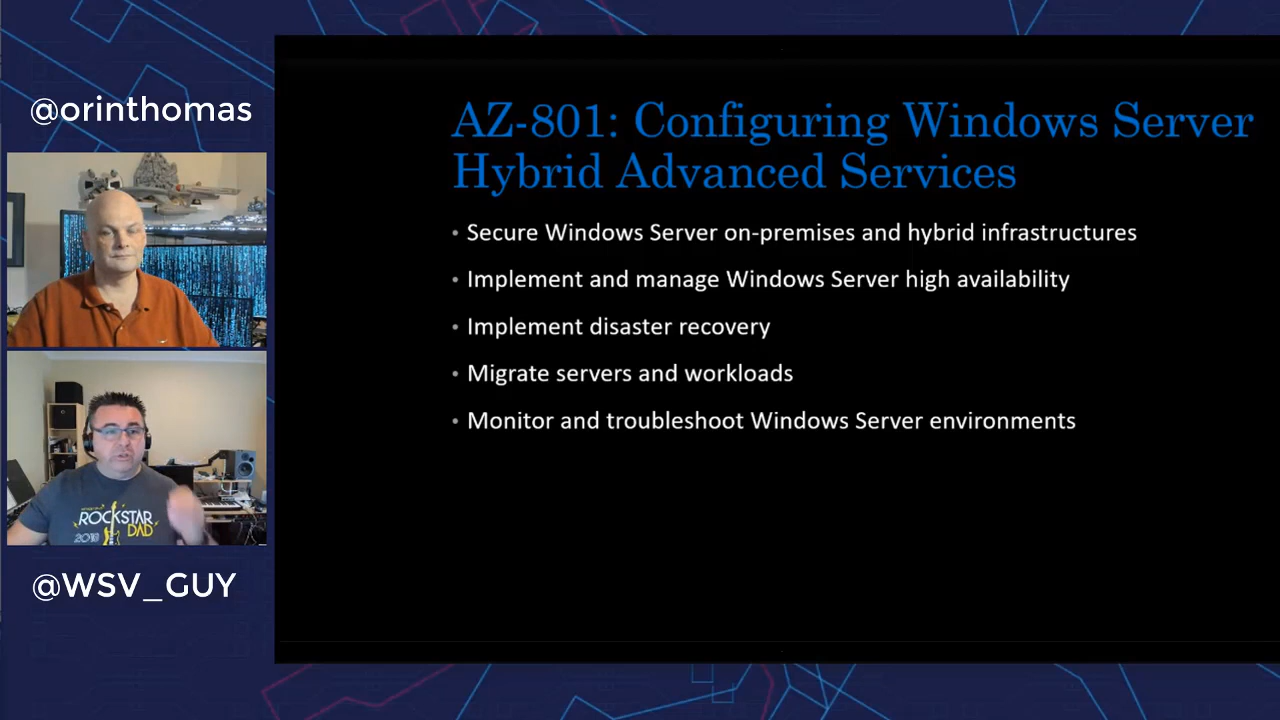 @orinthomas
AZ-801: Configuring Windows Server
Hybrid Advanced Services
• Secure Windows Server on-premises and hybrid infrastructures
• Implement and manage Windows Server high availability
• Implement disaster recovery
• Migrate servers and workloads
• Monitor and troubleshoot Windows Server environments
ROCKSTAR
DAD
@WSV_GUY